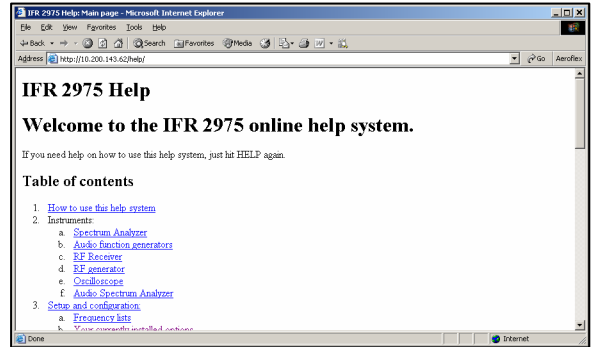 IFR 2975 Help: Main page - Microsoft Internet Explorer
File Edit View Favorites Tools Help
Back Search Favorites Media
Address http://10.200.143.62/help/ Go Aeroflex
IFR 2975 Help
Welcome to the IFR 2975 online help system.
If you need help on how to use this help system, just hit HELP again.
Table of contents
1. How to use this help system
2. Instruments:
a. Spectrum Analyzer
b. Audio function generators
c. RF Receiver
d. RF generator
e. Oscilloscope
f. Audio Spectrum Analyzer
3. Setup and configuration:
a. Frequency lists
b. Your currently installed options
Done Internet